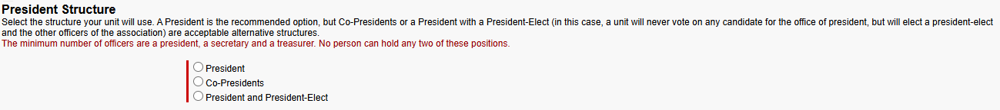 President Structure
Select the structure your unit will use. A President is the recommended option, but Co-Presidents or a President with a President-Elect (in this case, a unit will never vote on any candidate for the office of president, but will elect a president-elect
and the other officers of the association) are acceptable alternative structures.
The minimum number of officers are a president, a secretary and a treasurer. No person can hold any two of these positions.
President
Co-Presidents
President and President-Elect